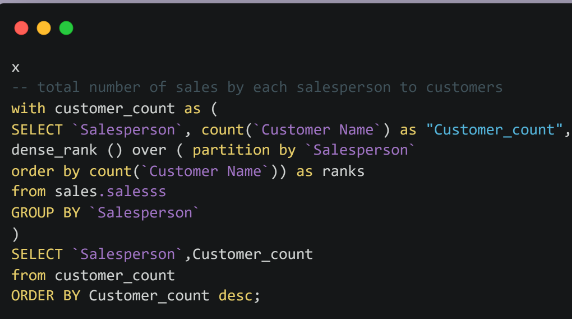 x
-- total number of sales by each salesperson to customers
with customer_count as (
SELECT `Salesperson`, count(`Customer Name`) as "Customer_count",
dense_rank () over ( partition by `Salesperson`
order by count(`Customer Name`)) as ranks
from sales.salesss
GROUP BY `Salesperson`
)
SELECT `Salesperson`,Customer_count
from customer_count
ORDER BY Customer_count desc;